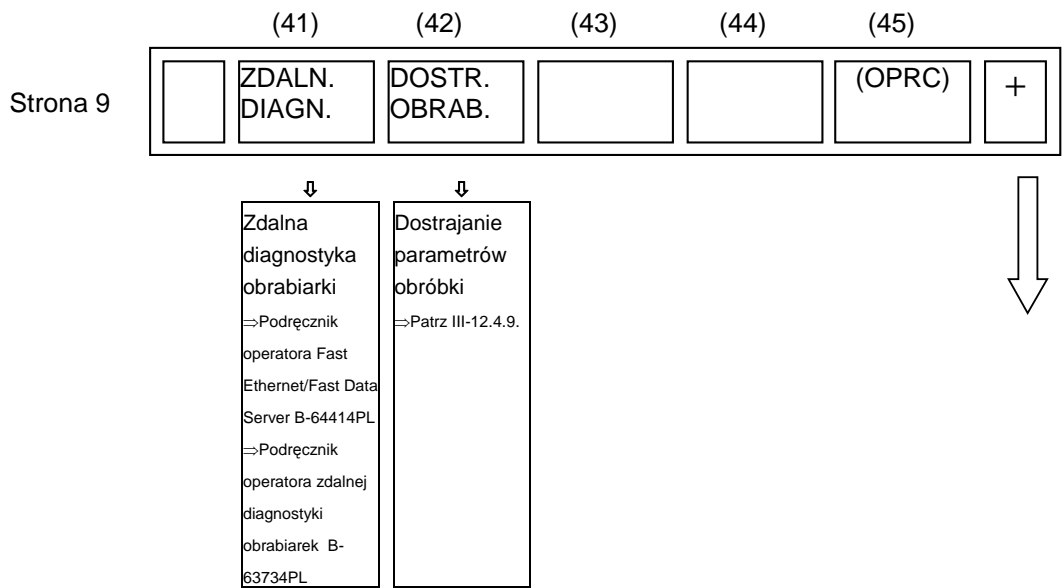 (41) (42) (43) (44) (45)
Strona 9
ZDALN.
DIAGN.
DOSTR.
OBRAB.
(OPRC)
+
Zdalna
diagnostyka
obrabiarki
⇒Podręcznik
operatora Fast
Ethernet/Fast Data
Server B-64414PL
⇒Podręcznik
operatora zdalnej
diagnostyki
obrabiarek B-
63734PL
Dostrajanie
parametrów
obróbki
⇒Patrz III-12.4.9.